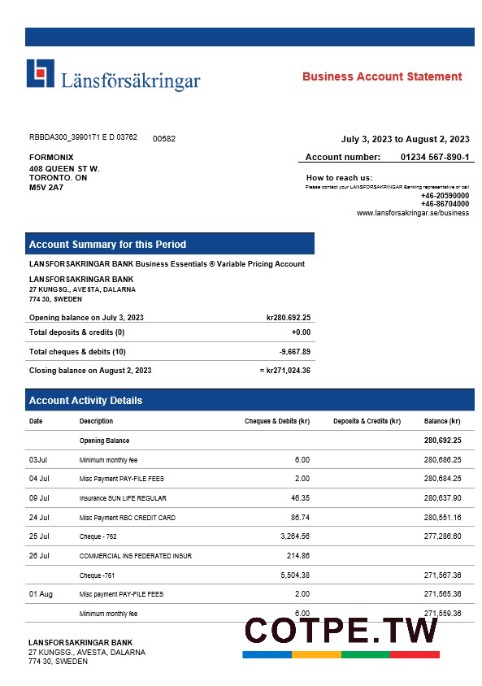 Länsförsäkringar
Business Account Statement
RBBDA300_3990171 E D 03762 00582
July 3, 2023 to August 2, 2023
FORMONIX
408 QUEEN ST W.
TORONTO. ON
M5V 2A7
Account number: 01234 567-890-1
How to reach us:
Please contact your LANSFORSAKRINGAR Banking representative or call
+46-20590000
+46-86704000
www.lansforsakringar.se/business
Account Summary for this Period
LANSFORSAKRINGAR BANK Business Essentials ® Variable Pricing Account
LANSFORSAKRINGAR BANK
27 KUNGSG., AVESTA, DALARNA
774 30, SWEDEN
Opening balance on July 3, 2023 kr280.692.25
Total deposits & credits (0) +0.00
Total cheques & debits (10) -9,667.89
Closing balance on August 2, 2023 = kr271,024.36
Account Activity Details
Date Description Cheques & Debits (kr) Deposits & Credits (kr) Balance (kr)
Opening Balance 280,692.25
03Jul Minimum monthly fee 6.00 280,686.25
04 Jul Misc Payment PAY-FILE FEES 2.00 280,684.25
09 Jul Insurance SUN LIFE REGULAR 46.35 280,637.90
24 Jul Misc Payment RBC CREDIT CARD 86.74 280,551.16
25 Jul Cheque - 762 3,264.56 277,286.60
26 Jul COMMERCIAL INS FEDERATED INSUR 214.86
Cheque -761 5,504.38 271,567.36
01 Aug Misc payment PAY-FILE FEES 2.00 271,565.36
Minimum monthly fee 6.00 271,559.36
LANSFORSAKRINGAR BANK
27 KUNGSG., AVESTA, DALARNA
774 30, SWEDEN
COTPE.TW